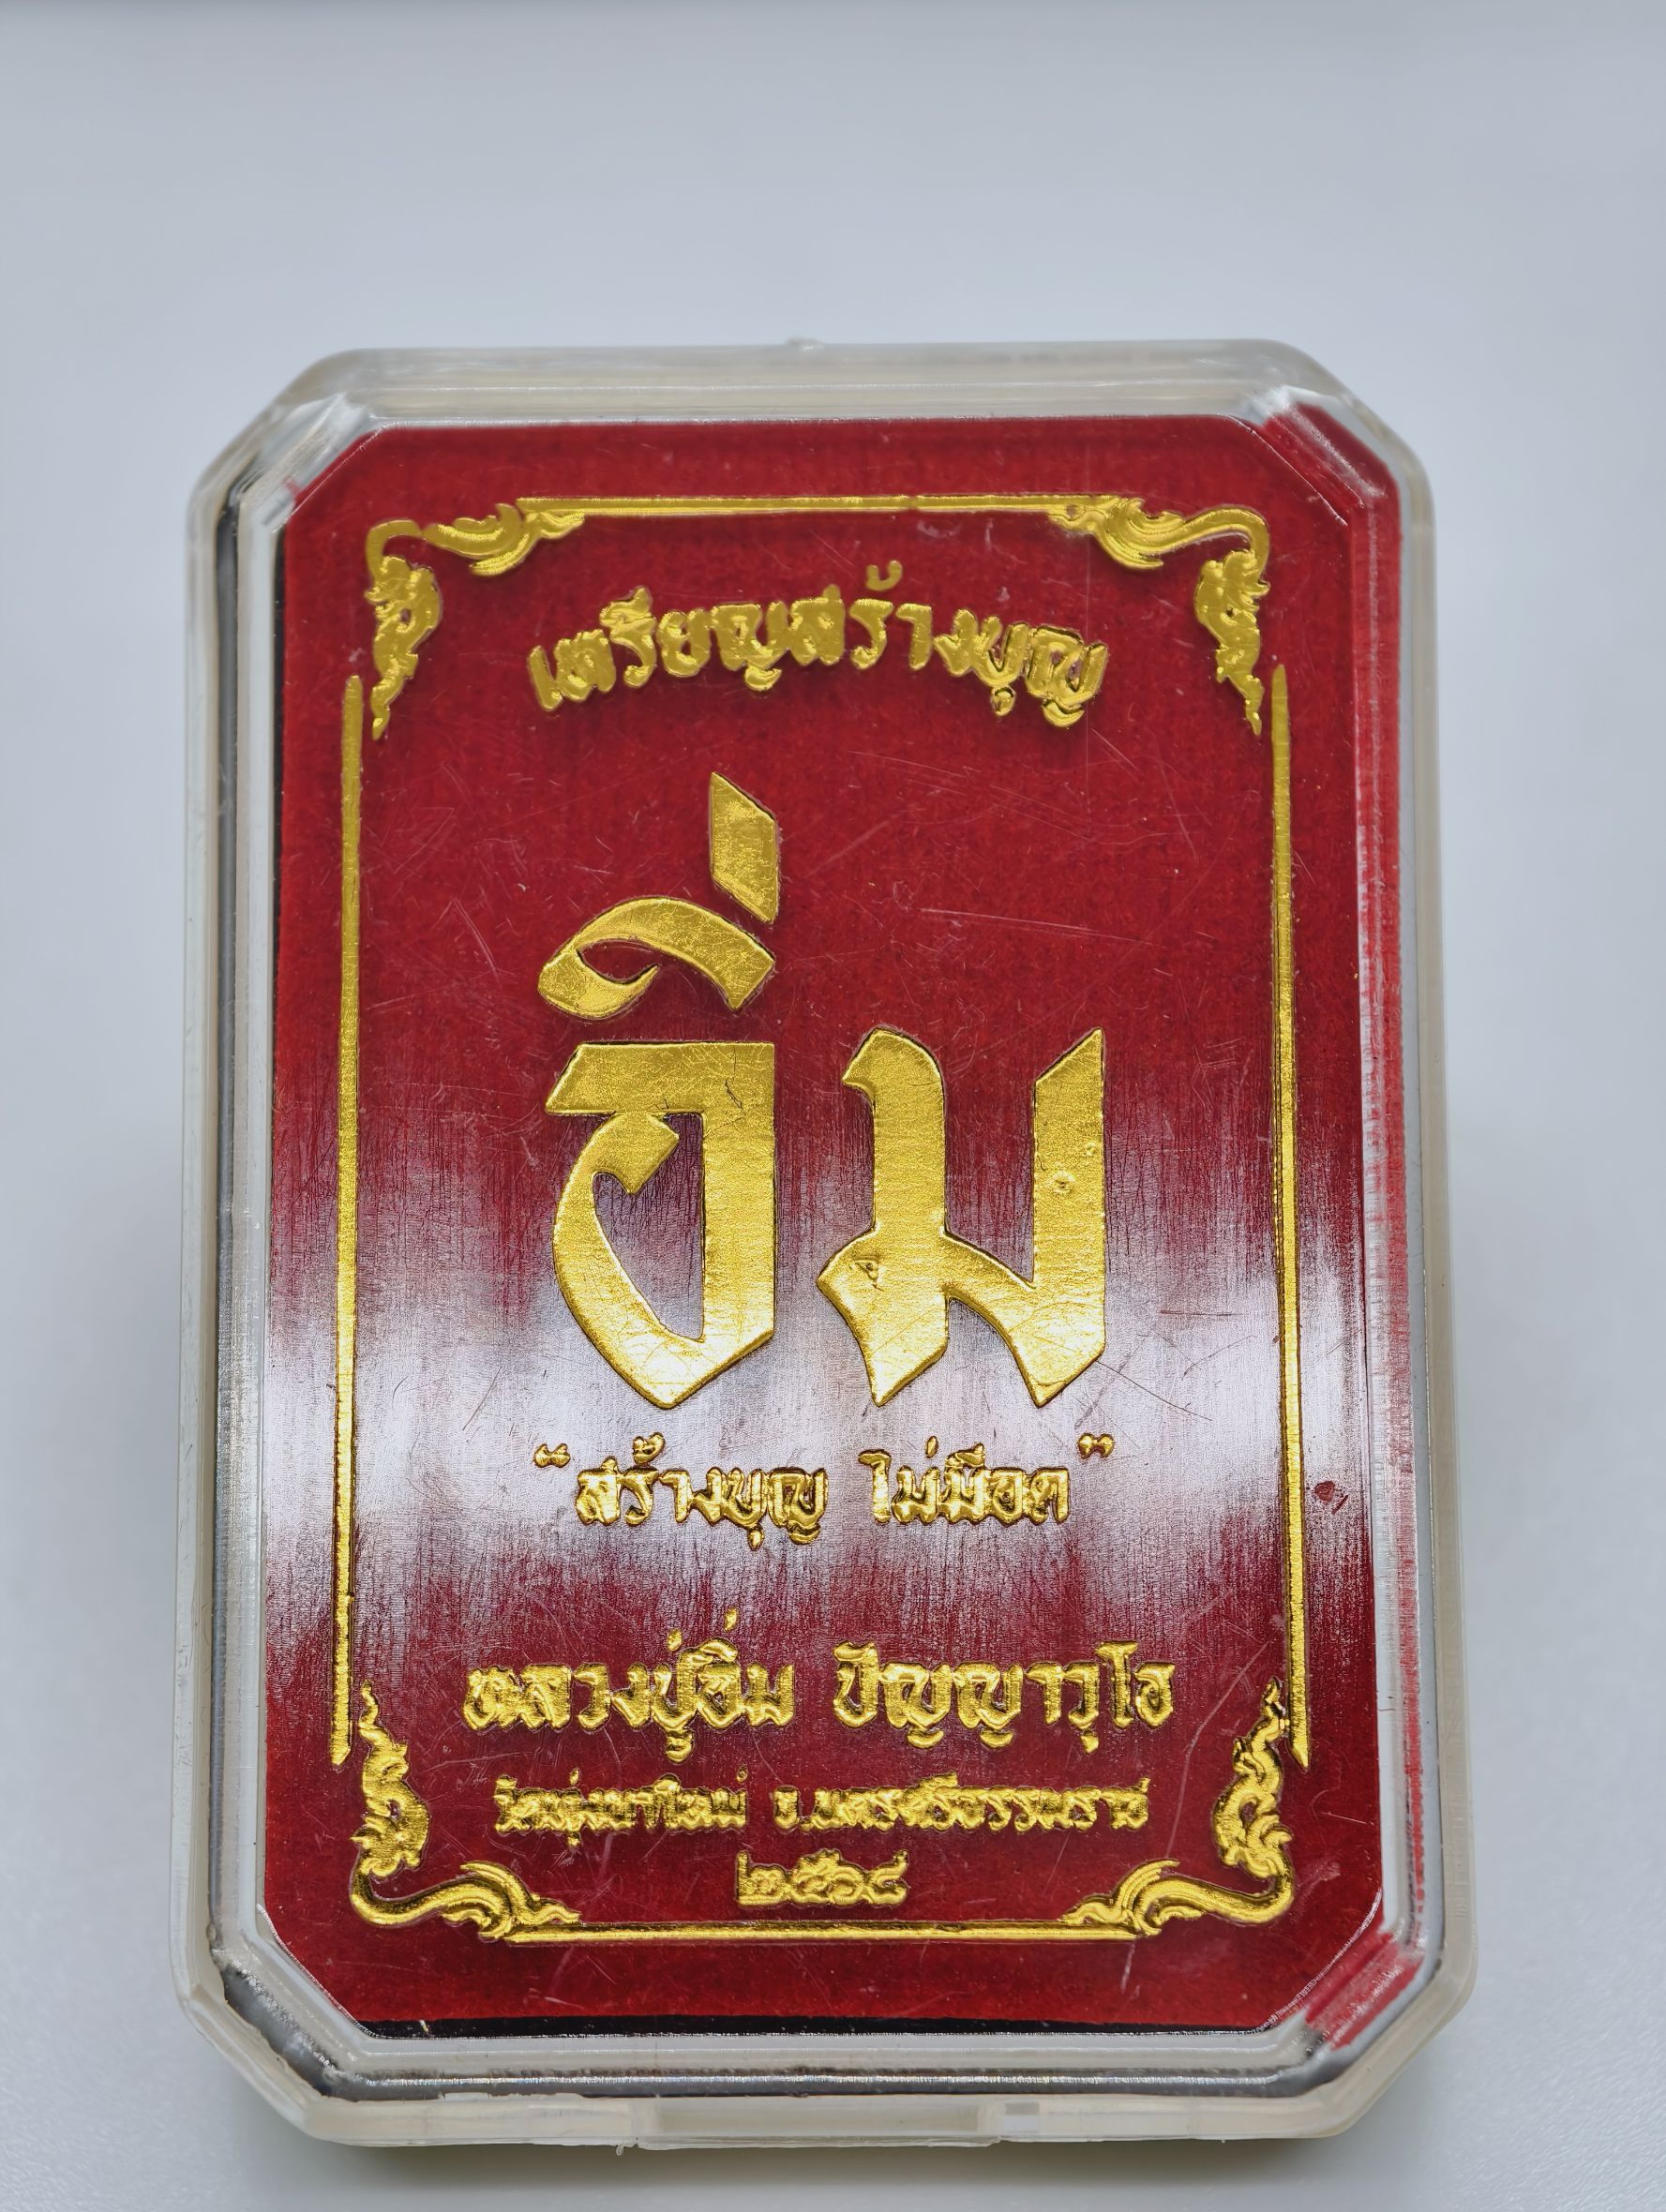 เหรียญสร้างบุญ
อิ่ม
"สร้างบุญ ไม่มีอด"
หลวงปู่อิ่ม ปัญญาวุโธ
วัดทุ่งนาใหม่ จ.นครศรีธรรมราช
๒๕๖๘